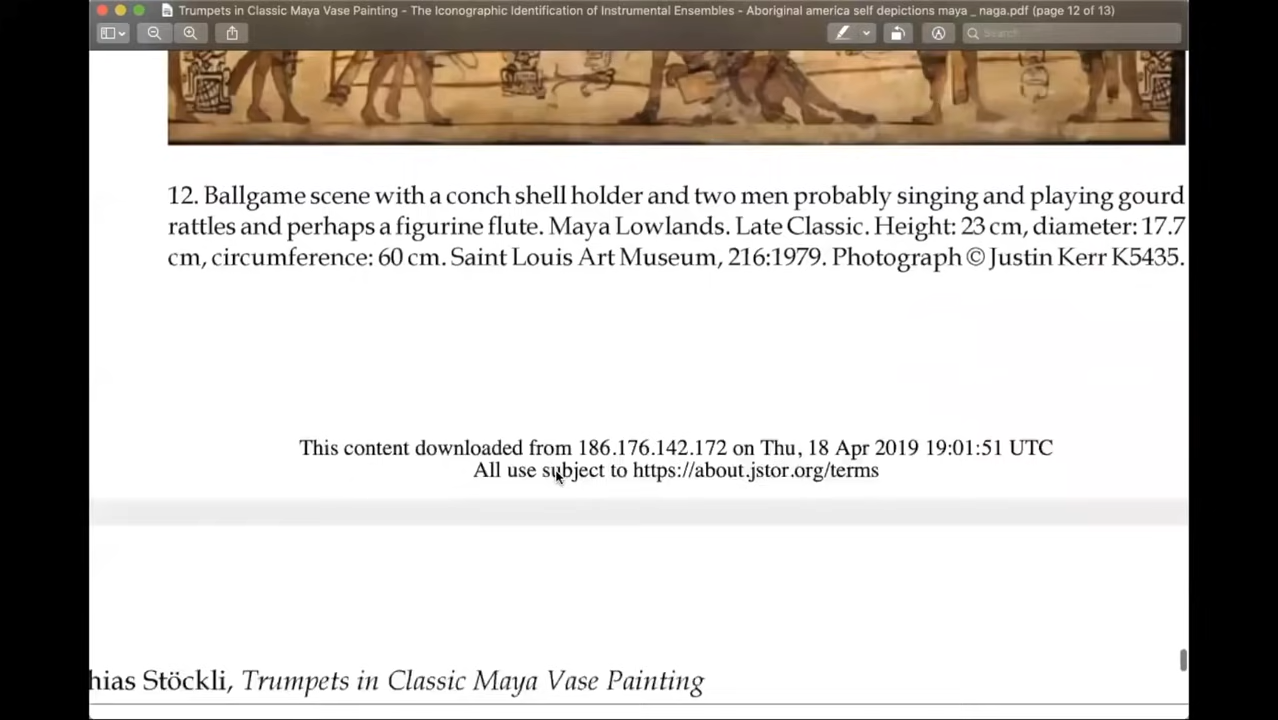 Trumpets in Classic Maya Vase Painting - The Iconographic Identification of Instrumental Ensembles - Aboriginal america self depictions maya _ naga.pdf (page 12 of 13)
Search
12. Ballgame scene with a conch shell holder and two men probably singing and playing gourd
rattles and perhaps a figurine flute. Maya Lowlands. Late Classic. Height: 23 cm, diameter: 17.7
cm, circumference: 60 cm. Saint Louis Art Museum, 216:1979. Photograph © Justin Kerr K5435.
This content downloaded from 186.176.142.172 on Thu, 18 Apr 2019 19:01:51 UTC
All use subject to https://about.jstor.org/terms
hias Stöckli, Trumpets in Classic Maya Vase Painting